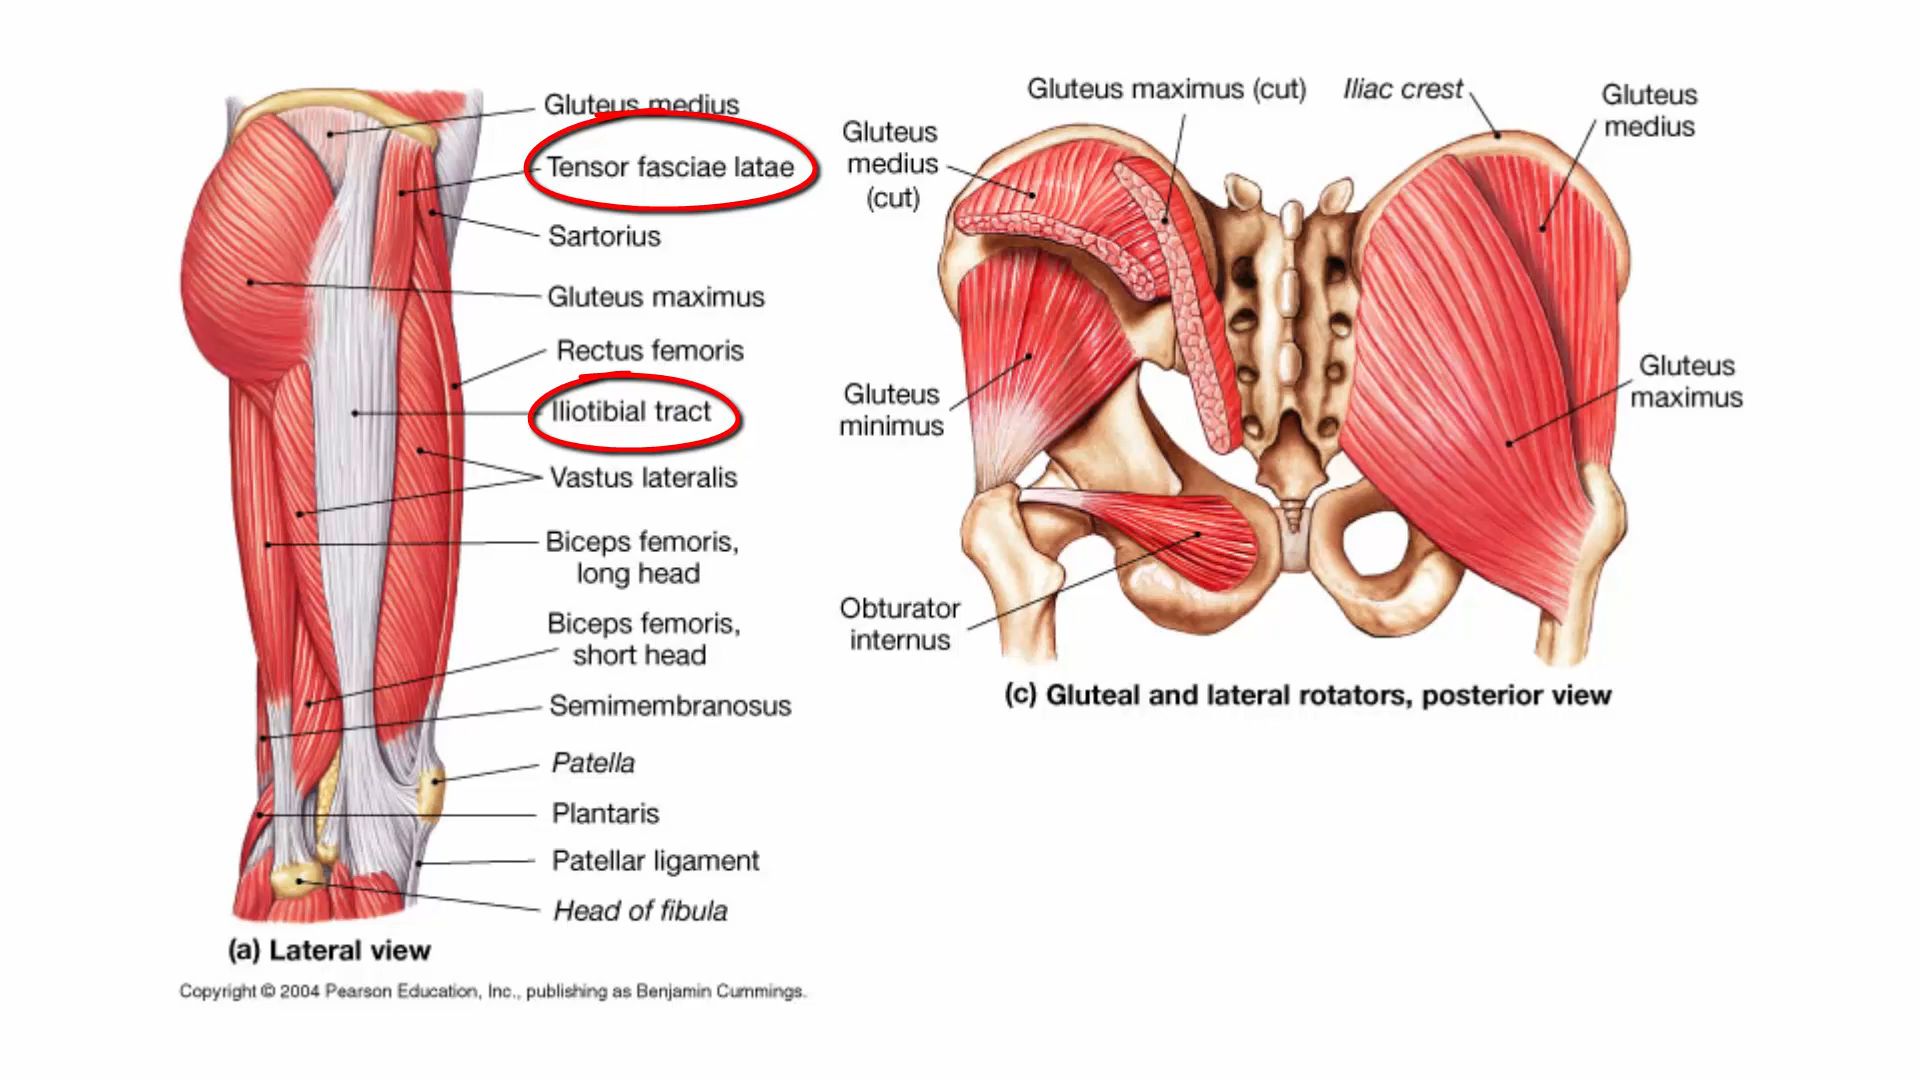 Gluteus medius
Tensor fasciae latae
Sartorius
Gluteus maximus
Rectus femoris
Iliotibial tract
Vastus lateralis
Biceps femoris,
long head
Biceps femoris,
short head
Semimembranosus
Patella
Plantaris
Patellar ligament
Head of fibula
(a) Lateral view
Copyright © 2004 Pearson Education, Inc., publishing as Benjamin Cummings.
Gluteus maximus (cut)
Iliac crest
Gluteus
medius
Gluteus
medius
(cut)
Gluteus
maximus
Gluteus
minimus
Obturator
internus
(c) Gluteal and lateral rotators, posterior view